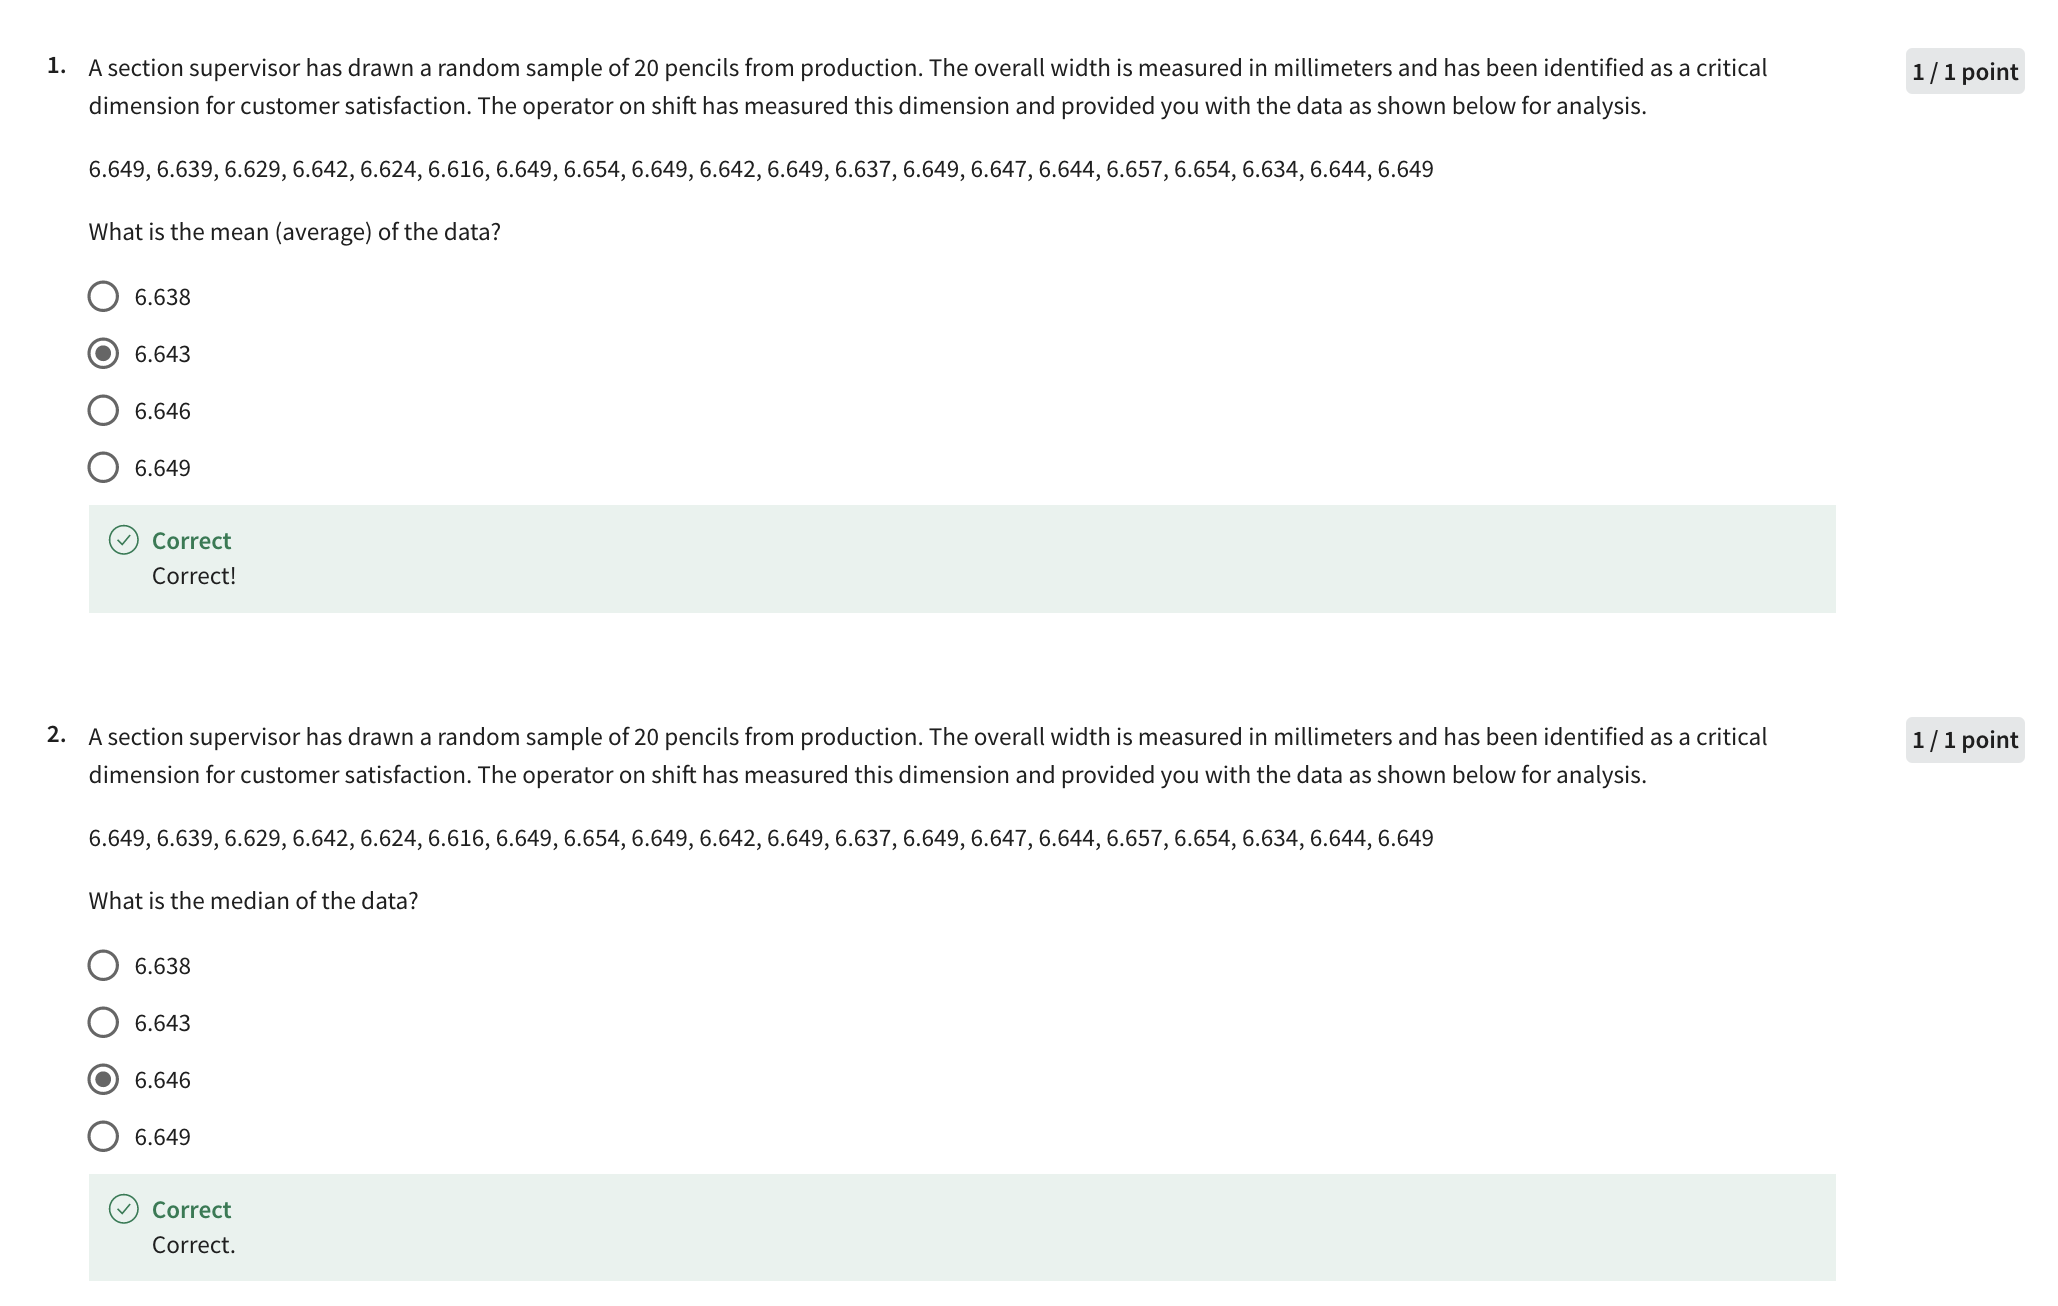 1. A section supervisor has drawn a random sample of 20 pencils from production. The overall width is measured in millimeters and has been identified as a critical
1 / 1 point
dimension for customer satisfaction. The operator on shift has measured this dimension and provided you with the data as shown below for analysis.
6.649, 6.639, 6.629, 6.642, 6.624, 6.616, 6.649, 6.654, 6.649, 6.642, 6.649, 6.637, 6.649, 6.647, 6.644, 6.657, 6.654, 6.634, 6.644, 6.649
What is the mean (average) of the data?
6.638
6.643
6.646
6.649
Correct
Correct!
2. A section supervisor has drawn a random sample of 20 pencils from production. The overall width is measured in millimeters and has been identified as a critical
1 / 1 point
dimension for customer satisfaction. The operator on shift has measured this dimension and provided you with the data as shown below for analysis.
6.649, 6.639, 6.629, 6.642, 6.624, 6.616, 6.649, 6.654, 6.649, 6.642, 6.649, 6.637, 6.649, 6.647, 6.644, 6.657, 6.654, 6.634, 6.644, 6.649
What is the median of the data?
6.638
6.643
6.646
6.649
Correct
Correct.